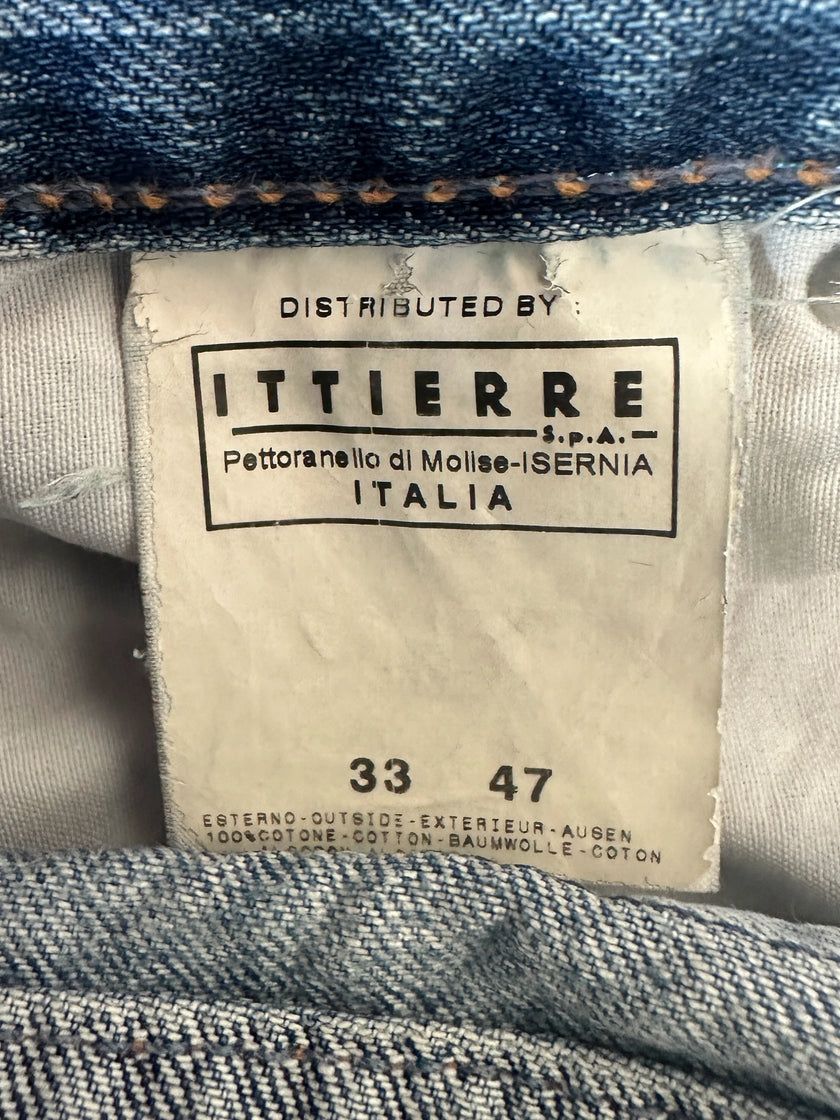 DISTRIBUTED BY :
ITTIERRE
S.p.A.
Pettoranello di Molise-ISERNIA
ITALIA
33 47
ESTERNO-OUTSIDE-EXTERIEUR-AUSEN
100%COTONE-COTTON-BAUMWOLLE-COTON